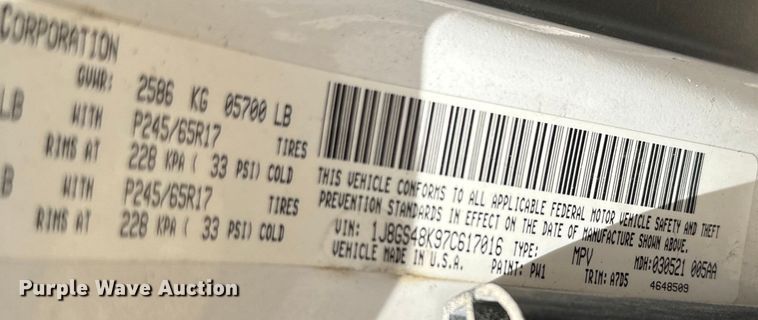 CORPORATION
GVWR: 2586 KG 05700 LB
LB WITH P245/65R17 TIRES
RIMS AT 228 KPA ( 33 PSI) COLD
B WITH P245/65R17 TIRES
RIMS AT 228 KPA ( 33 PSI) COLD
THIS VEHICLE CONFORMS TO ALL APPLICABLE FEDERAL MOTOR VEHICLE SAFETY AND THEFT
PREVENTION STANDARDS IN EFFECT ON THE DATE OF MANUFACTURE SHOWN ABOVE.
VIN: 1J8GS48K97C617016 TYPE: MPV MDH:030521 005AA
VEHICLE MADE IN U.S.A. PAINT: PW1 TRIM: A7D5 4648509
Purple Wave Auction